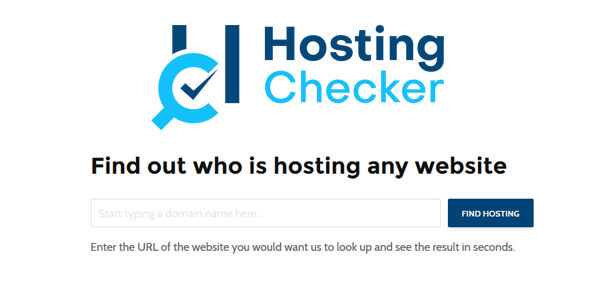 Hosting
Checker
Find out who is hosting any website
Start typing a domain name here...
FIND HOSTING
Enter the URL of the website you would want us to look up and see the result in seconds.